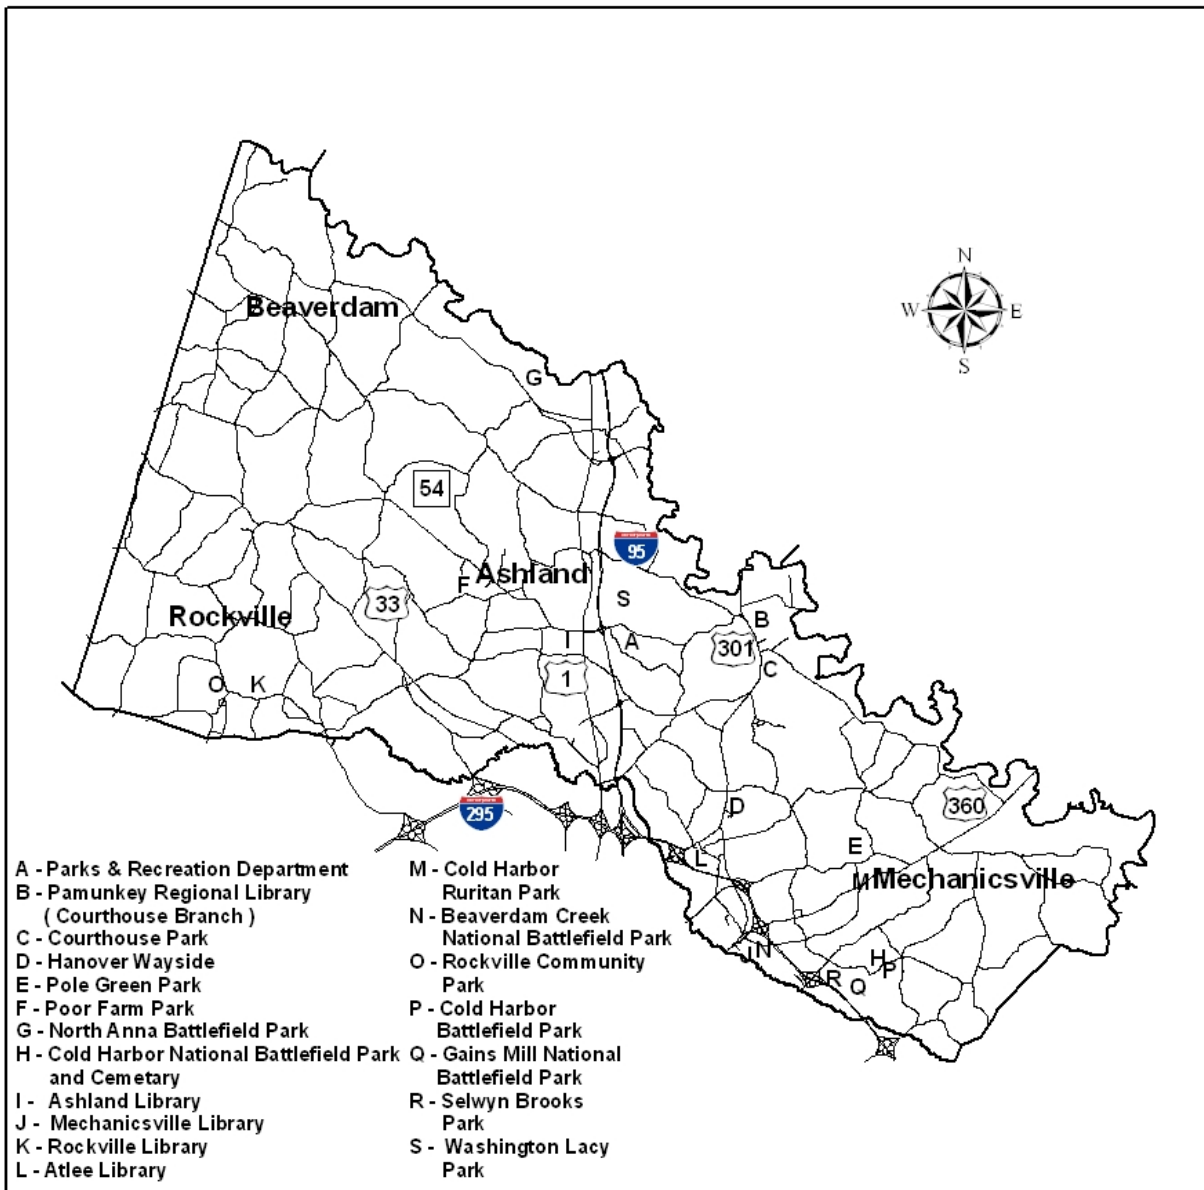 N
W E
S
Beaverdam
G
54
95
Ashland
F
S
33
Rockville
B
I
A
301
C
1
O
K
360
D
295
E
L
M
Mechanicsville
J
N
H
P
R
Q
A - Parks & Recreation Department
B - Pamunkey Regional Library
( Courthouse Branch )
C - Courthouse Park
D - Hanover Wayside
E - Pole Green Park
F - Poor Farm Park
G - North Anna Battlefield Park
H - Cold Harbor National Battlefield Park
and Cemetary
I - Ashland Library
J - Mechanicsville Library
K - Rockville Library
L - Atlee Library
M - Cold Harbor
Ruritan Park
N - Beaverdam Creek
National Battlefield Park
O - Rockville Community
Park
P - Cold Harbor
Battlefield Park
Q - Gains Mill National
Battlefield Park
R - Selwyn Brooks
Park
S - Washington Lacy
Park